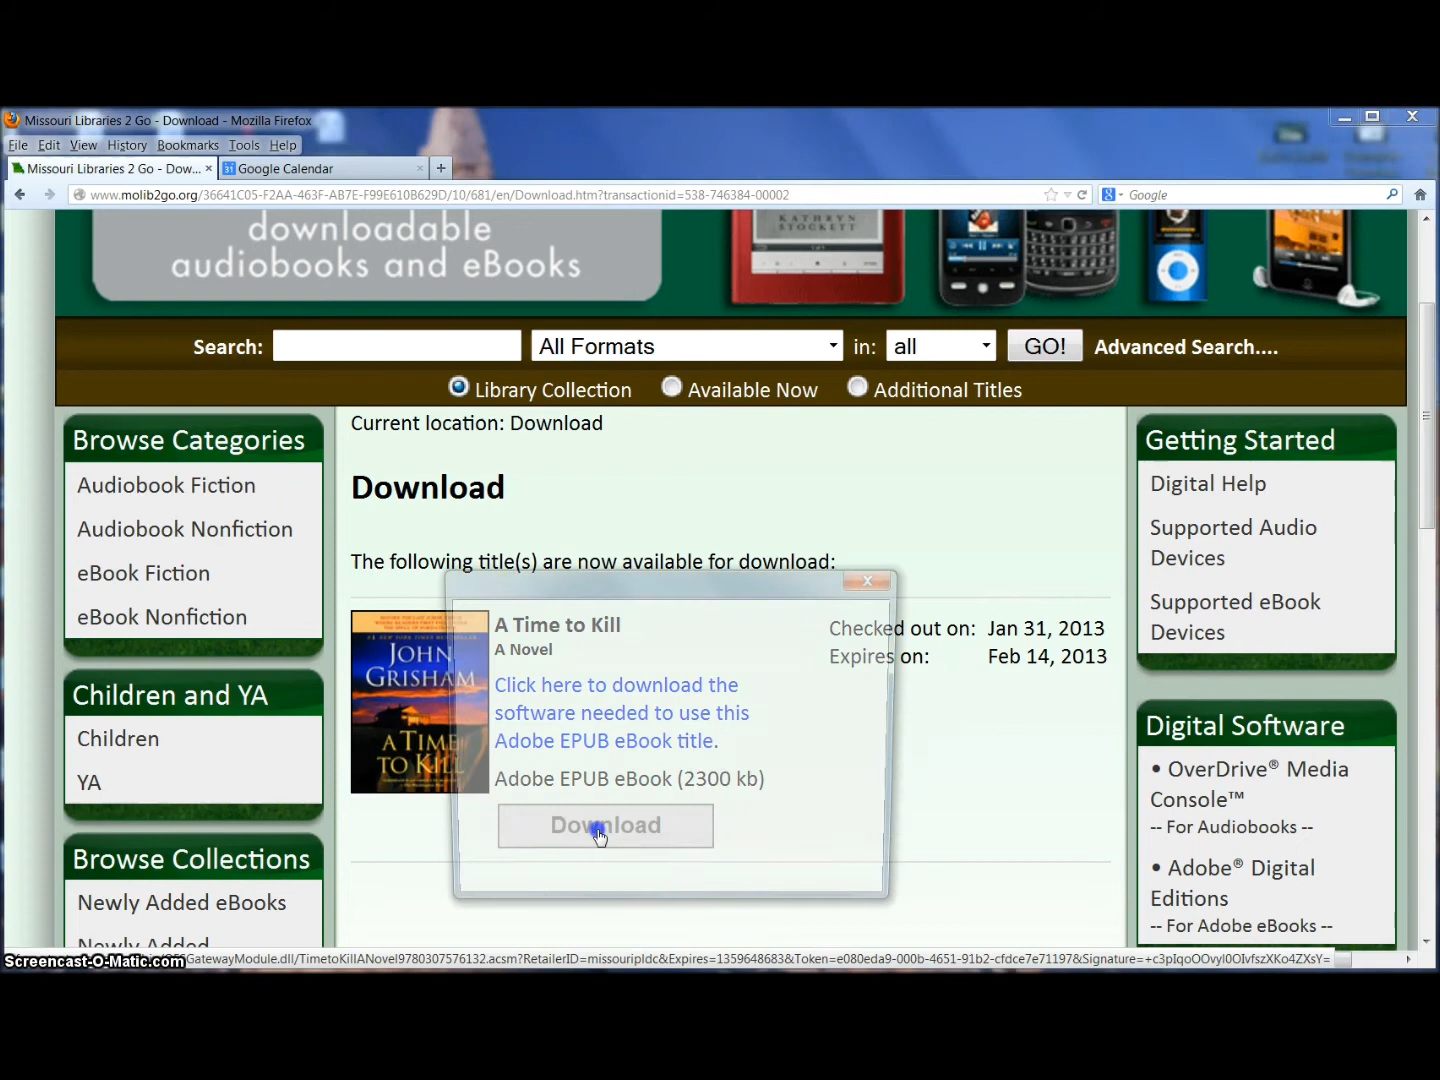 Missouri Libraries 2 Go - Download - Mozilla Firefox
File Edit View History Bookmarks Tools Help
Missouri Libraries 2 Go - Dow... × Google Calendar × +
www.molib2go.org/36641C05-F2AA-463F-AB7E-F99E610B629D/10/681/en/Download.htm?transactionid=538-746384-00002
Google
downloadable
audiobooks and eBooks
KATHRYN
STOCKETT
Search: All Formats in: all GO! Advanced Search....
Library Collection Available Now Additional Titles
Browse Categories
Audiobook Fiction
Audiobook Nonfiction
eBook Fiction
eBook Nonfiction
Children and YA
Children
YA
Browse Collections
Newly Added eBooks
Newly Added
Current location: Download
Download
The following title(s) are now available for download:
JOHN
GRISHAM
A TIME
TO KILL
A Time to Kill
A Novel
Click here to download the
software needed to use this
Adobe EPUB eBook title.
Adobe EPUB eBook (2300 kb)
Download
Checked out on: Jan 31, 2013
Expires on: Feb 14, 2013
Getting Started
Digital Help
Supported Audio
Devices
Supported eBook
Devices
Digital Software
• OverDrive® Media
Console™
-- For Audiobooks --
• Adobe® Digital
Editions
-- For Adobe eBooks --
Screencast-O-Matic.com
GatewayModule.dll/TimetoKillANovel9780307576132.acsm?RetailerID=missouripldc&Expires=1359648683&Token=e080eda9-000b-4651-91b2-cfdce7e71197&Signature=+c3pIqoOOvyl0OIvfszXKo4ZXsY=